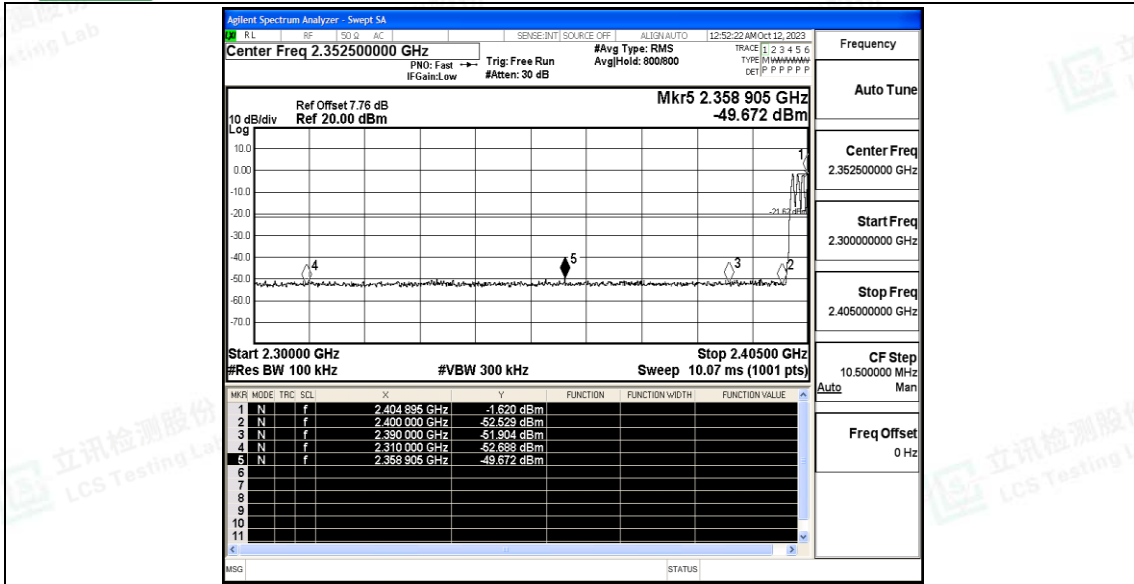 Agilent Spectrum Analyzer - Swept SA
LXI RL RF 50 Ω AC SENSE:INT SOURCE OFF ALIGNAUTO 12:52:22 AM Oct 12, 2023
Center Freq 2.352500000 GHz #Avg Type: RMS TRACE 1 2 3 4 5 6
PNO: Fast Trig: Free Run Avg|Hold: 800/800 TYPE M WWWWW
IFGain:Low #Atten: 30 dB DET P P P P P P
Mkr5 2.358 905 GHz
Ref Offset 7.76 dB
10 dB/div Ref 20.00 dBm -49.672 dBm
Log
10.0
0.00
-10.0
-20.0
-30.0
-40.0
-50.0
-60.0
-70.0
1
-21.62 dBm
4
5
3
2
Start 2.30000 GHz Stop 2.40500 GHz
#Res BW 100 kHz #VBW 300 kHz Sweep 10.07 ms (1001 pts)
MKR MODE TRC SCL X Y FUNCTION FUNCTION WIDTH FUNCTION VALUE
1 N f 2.404 895 GHz -1.620 dBm
2 N f 2.400 000 GHz -52.529 dBm
3 N f 2.390 000 GHz -51.904 dBm
4 N f 2.310 000 GHz -52.688 dBm
5 N f 2.358 905 GHz -49.672 dBm
6
7
8
9
10
11
MSG STATUS
Frequency
Auto Tune
Center Freq
2.352500000 GHz
Start Freq
2.300000000 GHz
Stop Freq
2.405000000 GHz
CF Step
10.500000 MHz
Auto Man
Freq Offset
0 Hz
立讯检测股份
LCS Testing Lab
立讯检测股份
LCS Testing L